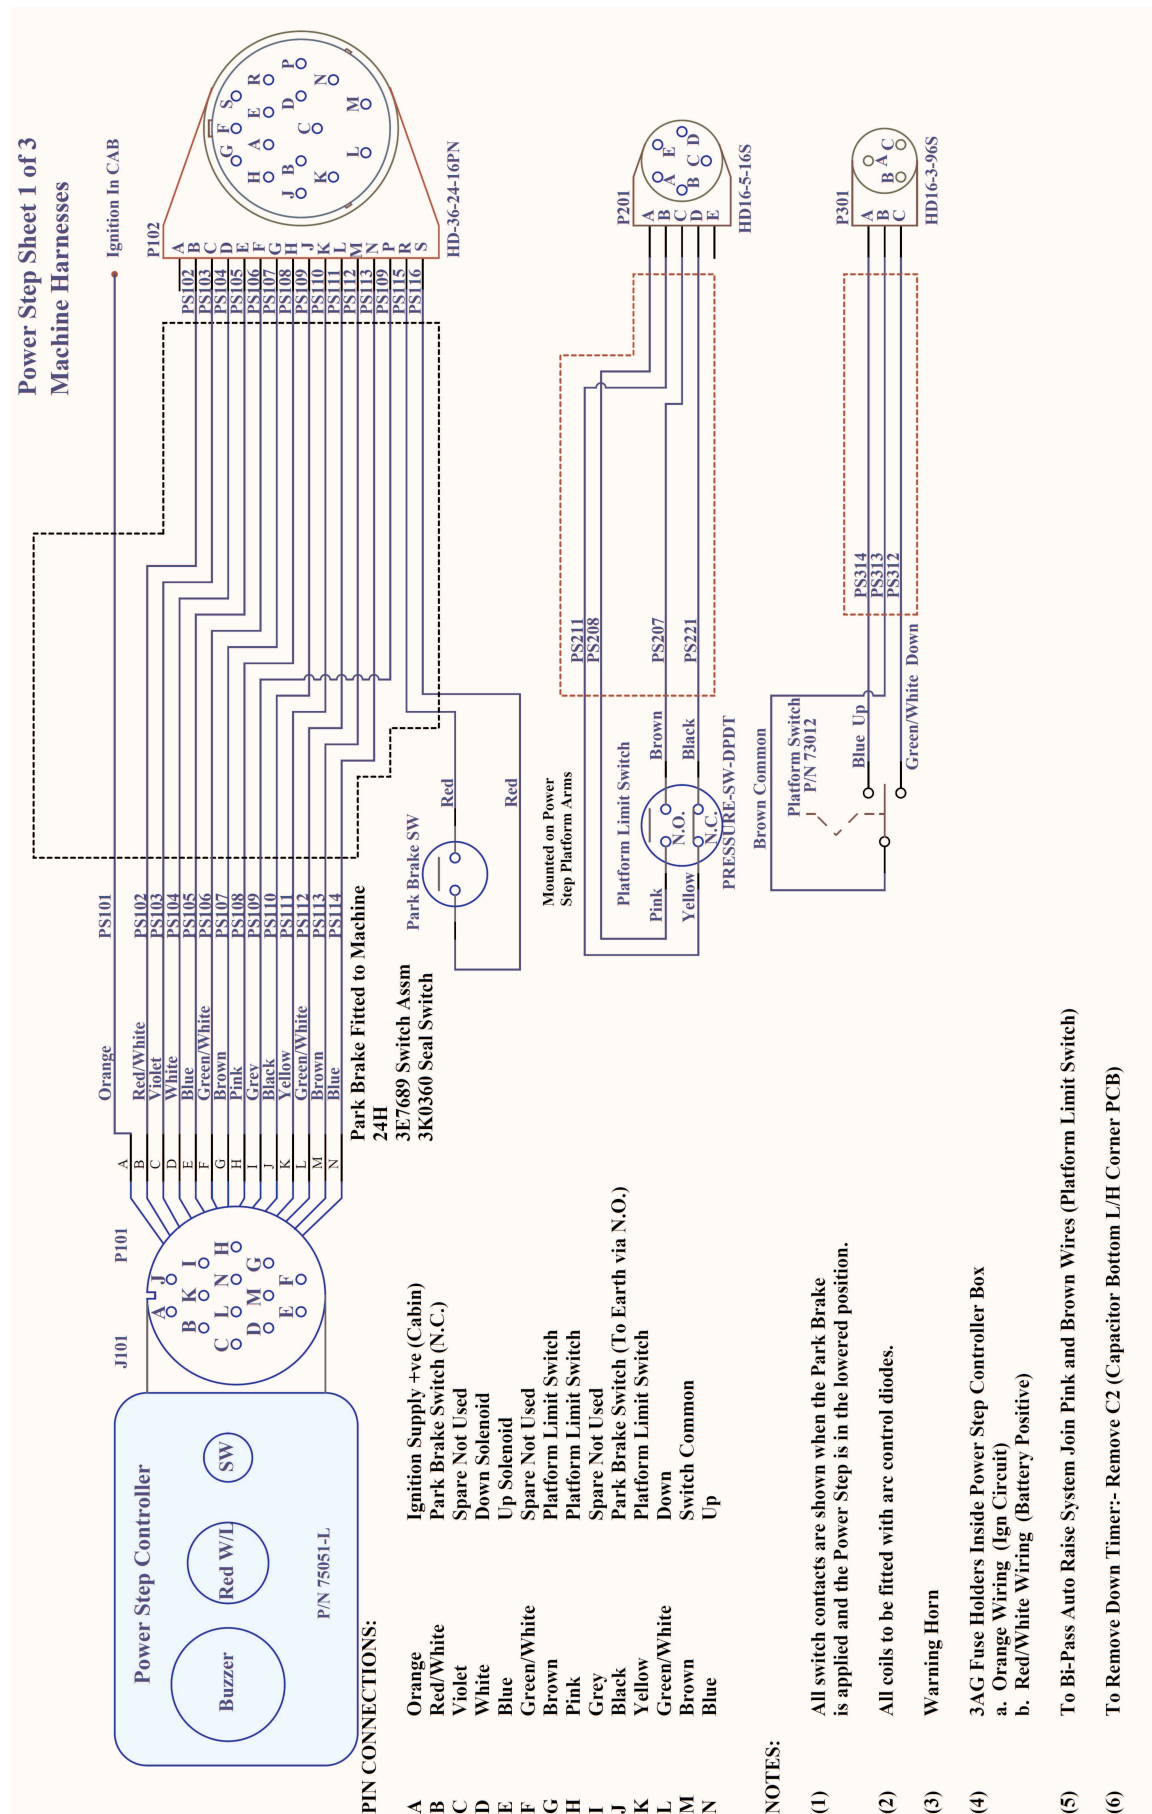 Power Step Sheet 1 of 3
Machine Harnesses
Ignition In CAB
Power Step Controller
Buzzer
Red W/L
SW
P/N 75051-L
J101
P101
A
J
B
K
I
C
L
N
H
D
M
G
E
F
A
B
C
D
E
F
G
H
I
J
K
L
M
N
Orange
Red/White
Violet
White
Blue
Green/White
Brown
Pink
Grey
Black
Yellow
Green/White
Brown
Blue
PS101
PS102
PS103
PS104
PS105
PS106
PS107
PS108
PS109
PS110
PS111
PS112
PS113
PS114
PS102
PS103
PS104
PS105
PS106
PS107
PS108
PS109
PS110
PS111
PS112
PS113
PS109
PS115
PS116
P102
A
B
C
D
E
F
G
H
J
K
L
M
N
P
R
S
HD-36-24-16PN
G
F
S
H
A
E
R
J
B
D
P
K
C
N
L
M
Park Brake Fitted to Machine
24H
3E7689 Switch Assm
3K0360 Seal Switch
Park Brake SW
Red
Red
Mounted on Power
Step Platform Arms
Platform Limit Switch
Pink
Yellow
N.O.
N.C.
Brown
Black
PRESSURE-SW-DPDT
PS211
PS208
PS207
PS221
P201
A
B
C
D
E
HD16-5-16S
A
E
B
C
D
Brown Common
Platform Switch
P/N 73012
Blue Up
Green/White Down
PS314
PS313
PS312
P301
A
B
C
HD16-3-96S
B
A
C
PIN CONNECTIONS:
A Orange Ignition Supply +ve (Cabin)
B Red/White Park Brake Switch (N.C.)
C Violet Spare Not Used
D White Down Solenoid
E Blue Up Solenoid
F Green/White Spare Not Used
G Brown Platform Limit Switch
H Pink Platform Limit Switch
I Grey Spare Not Used
J Black Park Brake Switch (To Earth via N.O.)
K Yellow Platform Limit Switch
L Green/White Down
M Brown Switch Common
N Blue Up
NOTES:
(1) All switch contacts are shown when the Park Brake
is applied and the Power Step is in the lowered position.
(2) All coils to be fitted with arc control diodes.
(3) Warning Horn
(4) 3AG Fuse Holders Inside Power Step Controller Box
a. Orange Wiring (Ign Circuit)
b. Red/White Wiring (Battery Positive)
(5) To Bi-Pass Auto Raise System Join Pink and Brown Wires (Platform Limit Switch)
(6) To Remove Down Timer:- Remove C2 (Capacitor Bottom L/H Corner PCB)